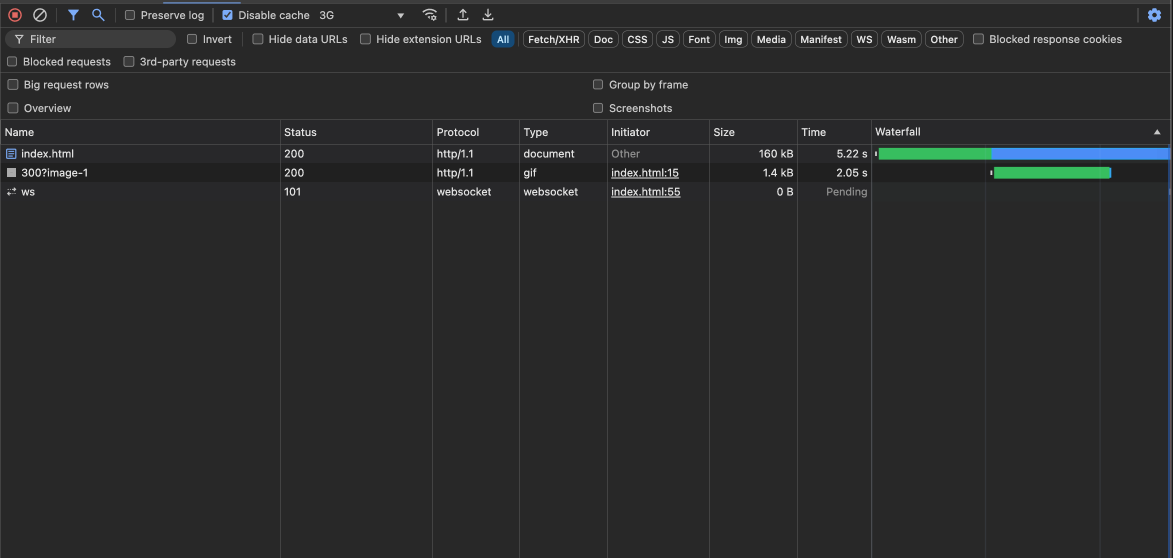 Preserve log Disable cache 3G
Filter Invert Hide data URLs Hide extension URLs All Fetch/XHR Doc CSS JS Font Img Media Manifest WS Wasm Other Blocked response cookies
Blocked requests 3rd-party requests
Big request rows Group by frame
Overview Screenshots
Name Status Protocol Type Initiator Size Time Waterfall
index.html 200 http/1.1 document Other 160 kB 5.22 s
300?image-1 200 http/1.1 gif index.html:15 1.4 kB 2.05 s
ws 101 websocket websocket index.html:55 0 B Pending